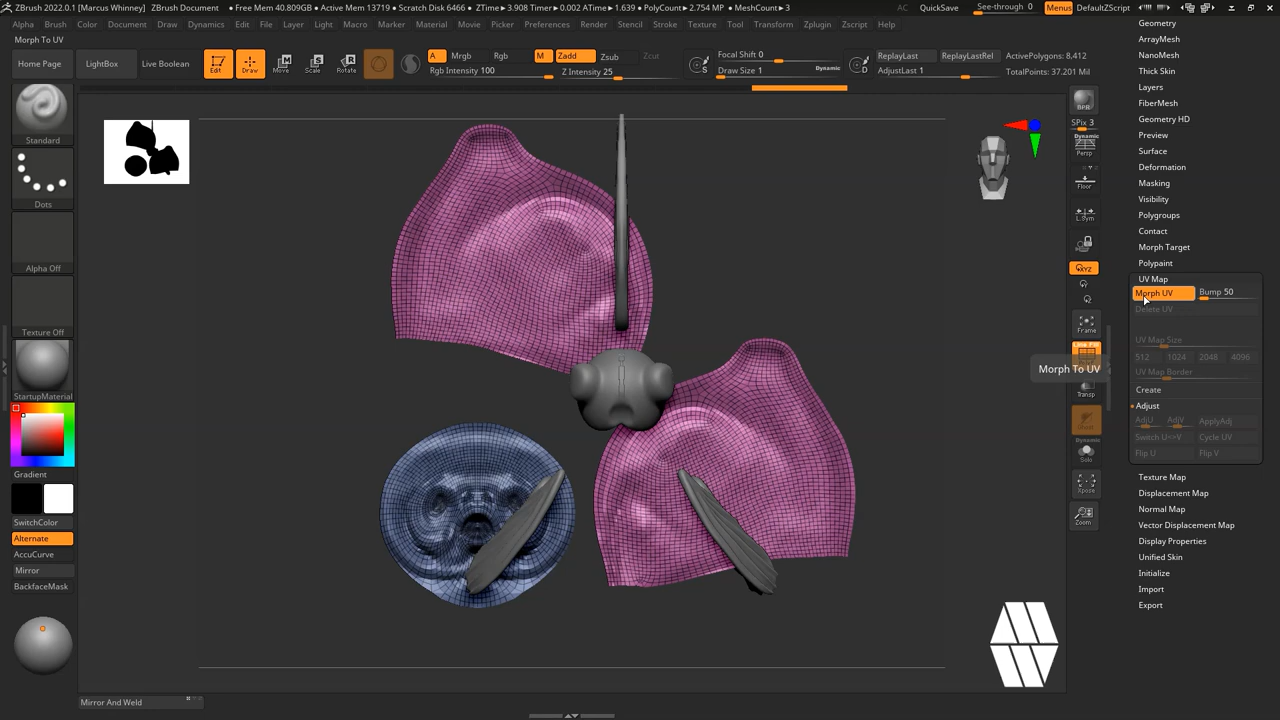 ZBrush 2022.0.1 [Marcus Whinney] ZBrush Document ● Free Mem 40.809GB ● Active Mem 13719 ● Scratch Disk 6466 ● ZTime ▸ 3.908 Timer ▸ 0.002 ATime ▸ 1.639 ● PolyCount ▸ 2.754 MP ● MeshCount ▸ 3
AC QuickSave See-through 0 Menus DefaultZScript
Alpha Brush Color Document Draw Dynamics Edit File Layer Light Macro Marker Material Movie Picker Preferences Render Stencil Stroke Texture Tool Transform Zplugin Zscript Help
Morph To UV
Home Page
LightBox
Live Boolean
Edit
Draw
Move
Scale
Rotate
A Mrgb Rgb M Zadd Zsub Zcut
Rgb Intensity 100
Z Intensity 25
S
Focal Shift 0
Draw Size 1
Dynamic
D
ReplayLast
ReplayLastRel
AdjustLast 1
ActivePolygons: 8,412
TotalPoints: 37.201 Mil
Standard
Dots
Alpha Off
Texture Off
StartupMaterial
Gradient
SwitchColor
Alternate
AccuCurve
Mirror
BackfaceMask
Mirror And Weld
BPR
SPix 3
Dynamic
Persp
Floor
L.Sym
XYZ
Frame
Line Fill
Morph To UV
Transp
Ghost
Dynamic
Solo
Xpose
Zoom
Geometry
ArrayMesh
NanoMesh
Thick Skin
Layers
FiberMesh
Geometry HD
Preview
Surface
Deformation
Masking
Visibility
Polygroups
Contact
Morph Target
Polypaint
UV Map
Morph UV Bump 50
Delete UV
UV Map Size
512 1024 2048 4096
UV Map Border
Create
Adjust
AdjU AdjV ApplyAdj
Switch U<>V Cycle UV
Flip U Flip V
Texture Map
Displacement Map
Normal Map
Vector Displacement Map
Display Properties
Unified Skin
Initialize
Import
Export